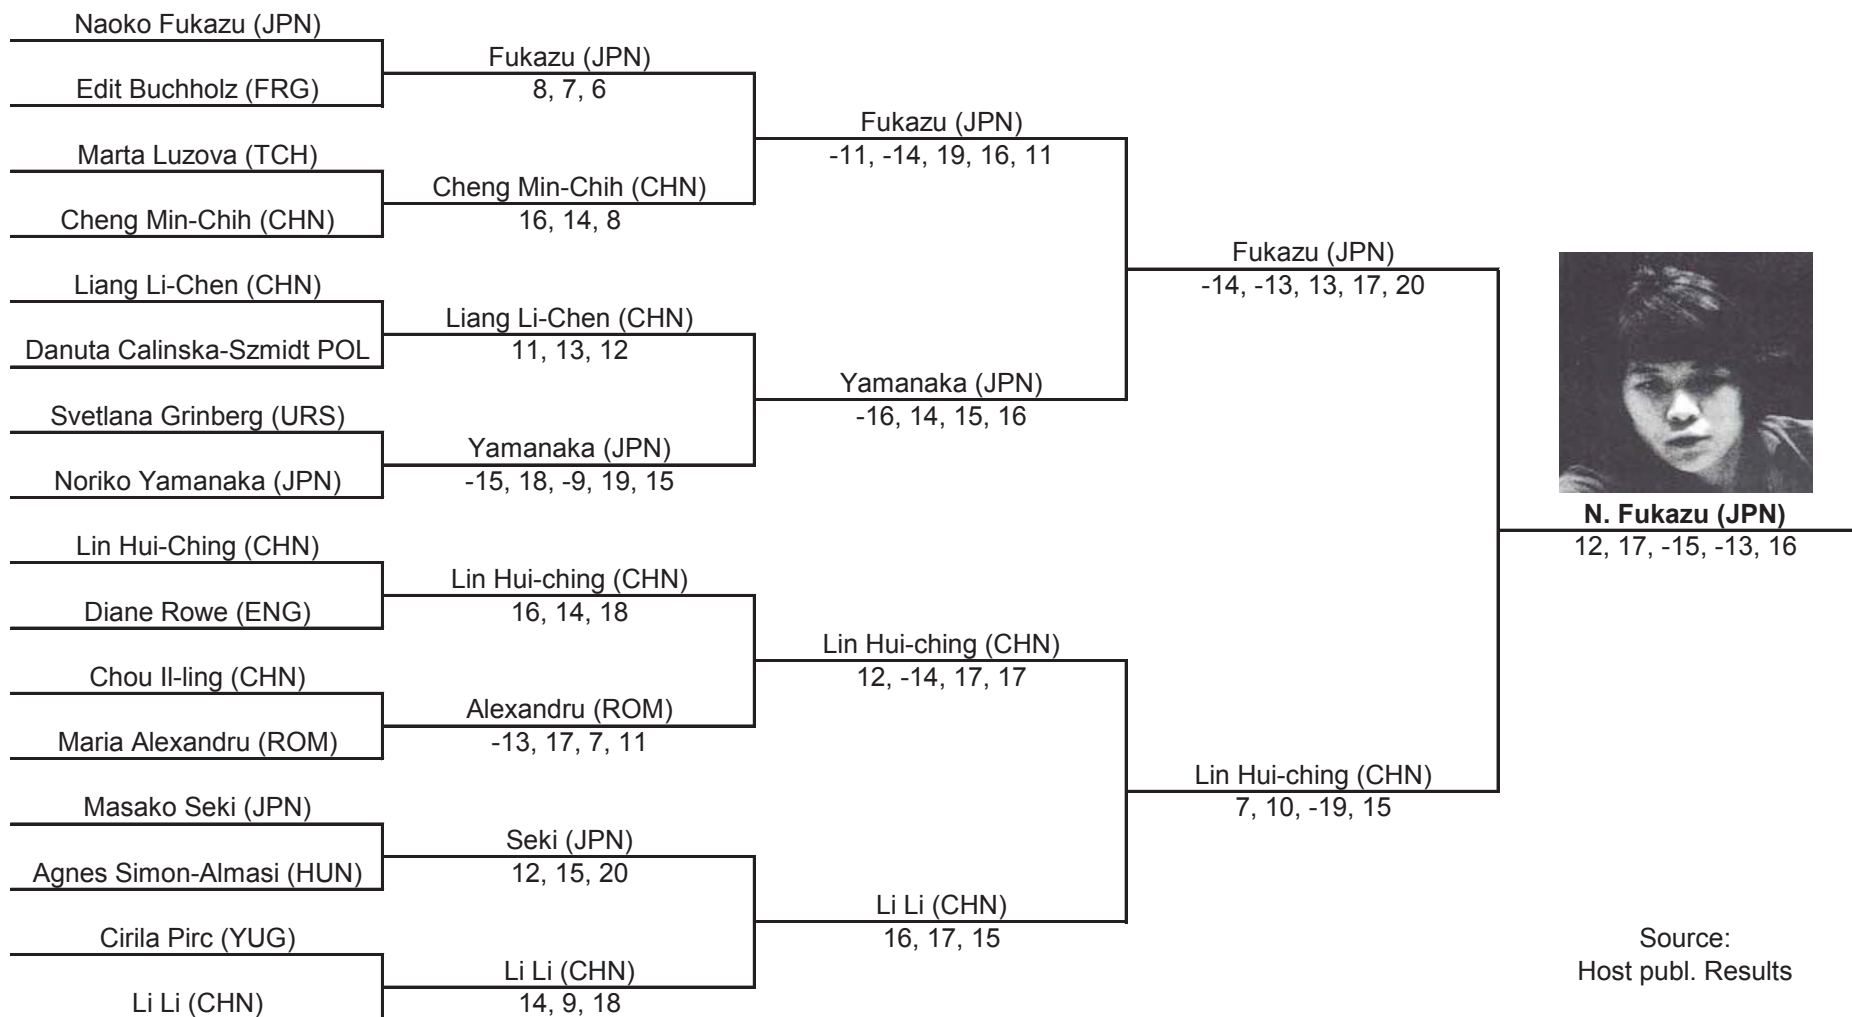 Naoko Fukazu (JPN)
Fukazu (JPN)
Edit Buchholz (FRG)
8, 7, 6
Fukazu (JPN)
Marta Luzova (TCH)
-11, -14, 19, 16, 11
Cheng Min-Chih (CHN)
Cheng Min-Chih (CHN)
16, 14, 8
Fukazu (JPN)
Liang Li-Chen (CHN)
-14, -13, 13, 17, 20
Liang Li-Chen (CHN)
Danuta Calinska-Szmidt POL
11, 13, 12
Yamanaka (JPN)
Svetlana Grinberg (URS)
-16, 14, 15, 16
Yamanaka (JPN)
Noriko Yamanaka (JPN)
-15, 18, -9, 19, 15
N. Fukazu (JPN)
Lin Hui-Ching (CHN)
12, 17, -15, -13, 16
Lin Hui-ching (CHN)
Diane Rowe (ENG)
16, 14, 18
Lin Hui-ching (CHN)
Chou Il-ling (CHN)
12, -14, 17, 17
Alexandru (ROM)
Maria Alexandru (ROM)
-13, 17, 7, 11
Lin Hui-ching (CHN)
Masako Seki (JPN)
7, 10, -19, 15
Seki (JPN)
Agnes Simon-Almasi (HUN)
12, 15, 20
Li Li (CHN)
Cirila Pirc (YUG)
16, 17, 15
Source:
Li Li (CHN)
Host publ. Results
Li Li (CHN)
14, 9, 18